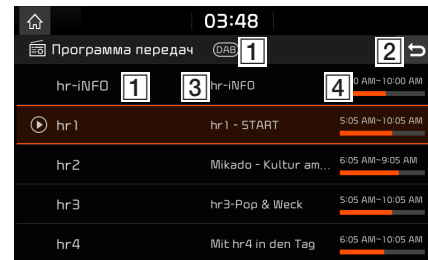 03:48
Программа передач DAB 1 2
hr-iNFO 1 3 hr-iNFO 4 0 AM~10:00 AM
hr1 hr1 - START 5:05 AM~10:05 AM
hr2 Mikado - Kultur am... 6:05 AM~9:05 AM
hr3 hr3-Pop & Weck 5:05 AM~10:05 AM
hr4 Mit hr4 in den Tag 6:05 AM~10:05 AM